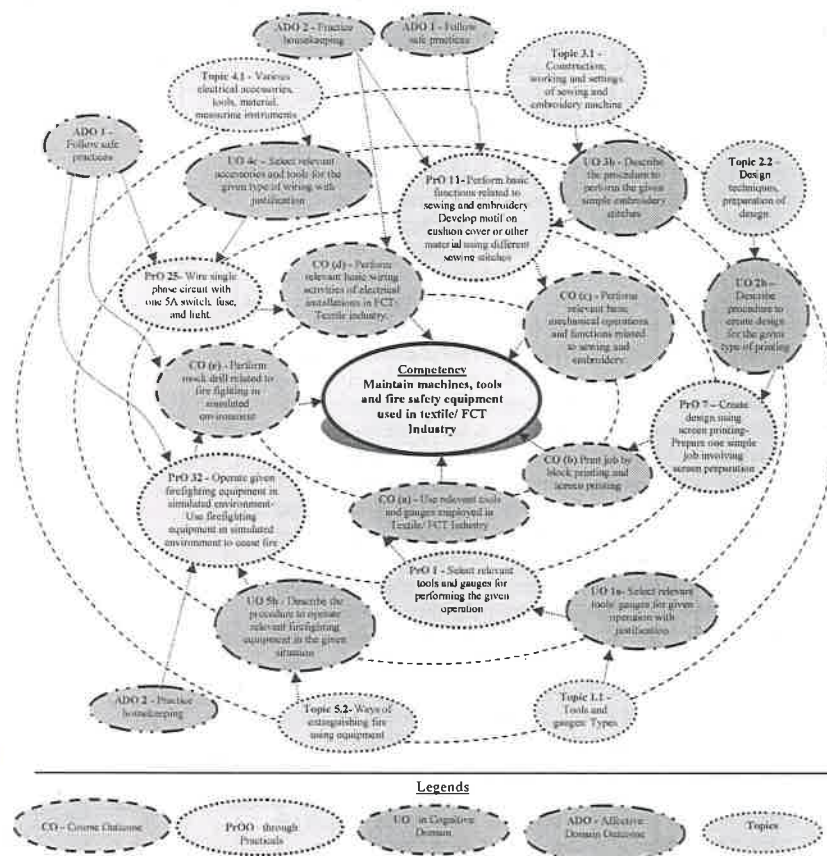 ADO 2 - Practice
housekeeping
ADO 1 - Follow
safe practices
Topic 3.1 -
Construction,
working and settings
of sewing and
embroidery machine
Topic 4.1 - Various
electrical accessories,
tools, material,
measuring instruments
ADO 1 -
Follow safe
practices
UO 4c - Select relevant
accessories and tools for the
given type of wiring with
justification
PrO 11- Perform basic
functions related to
sewing and embroidery
Develop motif on
cushion cover or other
material using different
sewing stitches
UO 3h - Describe
the procedure to
perform the given
simple embroidery
stitches
Topic 2.2 -
Design
techniques,
preparation of
design
PrO 25- Wire single
phase circuit with
one 5A switch, fuse,
and light.
CO (d) - Perform
relevant basic wiring
activities of electrical
installations in FCT/
Textile industry.
CO (c) - Perform
relevant basic
mechanical operations
and functions related
to sewing and
embroidery
UO 2h -
Describe
procedure to
create design
for the given
type of printing
Competency
Maintain machines, tools
and fire safety equipment
used in textile/ FCT
Industry
CO (e) - Perform
mock drill related to
fire fighting in
simulated
environment
PrO 7 - Create
design using
screen printing-
Prepare one simple
job involving
screen preparation
CO (b) Print job by
block printing and
screen printing
PrO 32 - Operate given
firefighting equipment in
simulated environment-
Use firefighting
equipment in simulated
environment to cease fire
CO (a) - Use relevant tools
and gauges employed in
Textile/ FCT Industry
PrO 1 - Select relevant
tools and gauges for
performing the given
operation
UO 1a- Select relevant
tools/ gauges for given
operation with
justification
UO 5h - Describe the
procedure to operate
relevant firefighting
equipment in the given
situation
ADO 2 - Practice
housekeeping
Topic 5.2- Ways of
extinguishing fire
using equipment
Topic 1.1 -
Tools and
gauges: Types
Legends
CO - Course Outcome
PrOO - through
Practicals
UO - in Cognitive
Domain
ADO - Affective
Domain Outcome
Topics